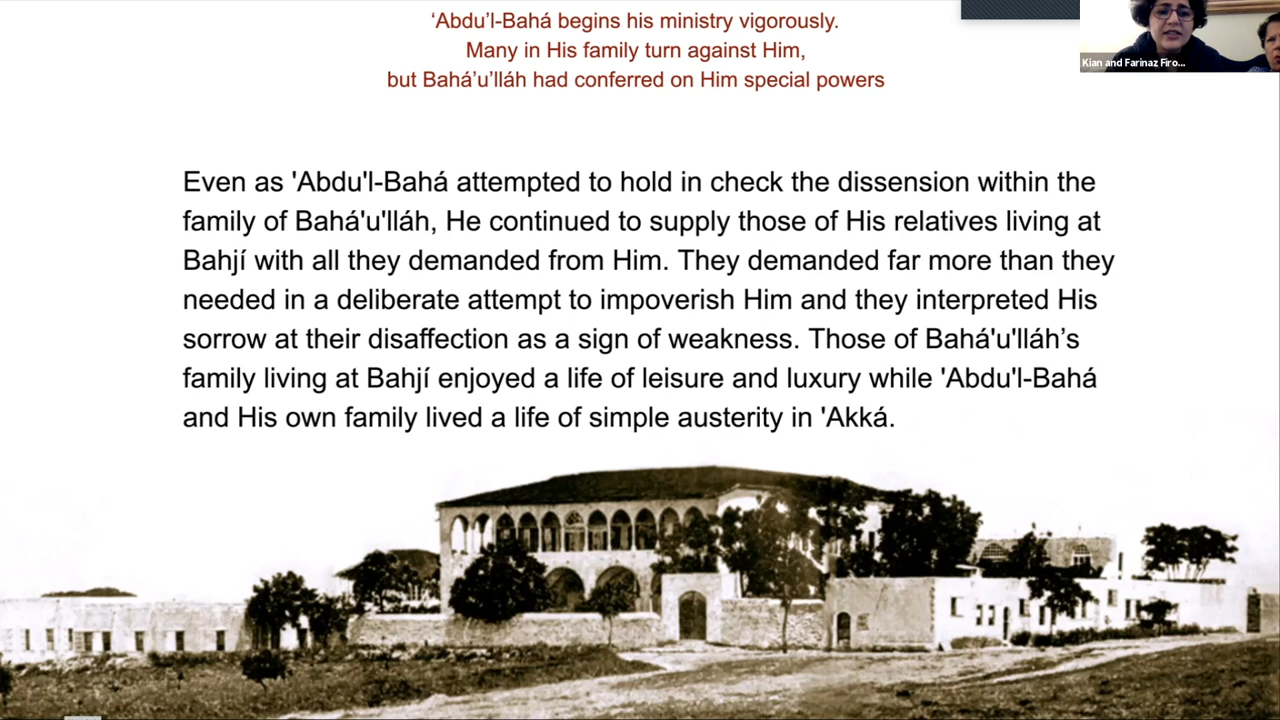 ‘Abdu’l-Bahá begins his ministry vigorously.
Many in His family turn against Him,
but Bahá’u’lláh had conferred on Him special powers
Kian and Farinaz Firo...
Even as 'Abdu'l-Bahá attempted to hold in check the dissension within the
family of Bahá'u'lláh, He continued to supply those of His relatives living at
Bahjí with all they demanded from Him. They demanded far more than they
needed in a deliberate attempt to impoverish Him and they interpreted His
sorrow at their disaffection as a sign of weakness. Those of Bahá'u'lláh’s
family living at Bahjí enjoyed a life of leisure and luxury while 'Abdu'l-Bahá
and His own family lived a life of simple austerity in 'Akká.